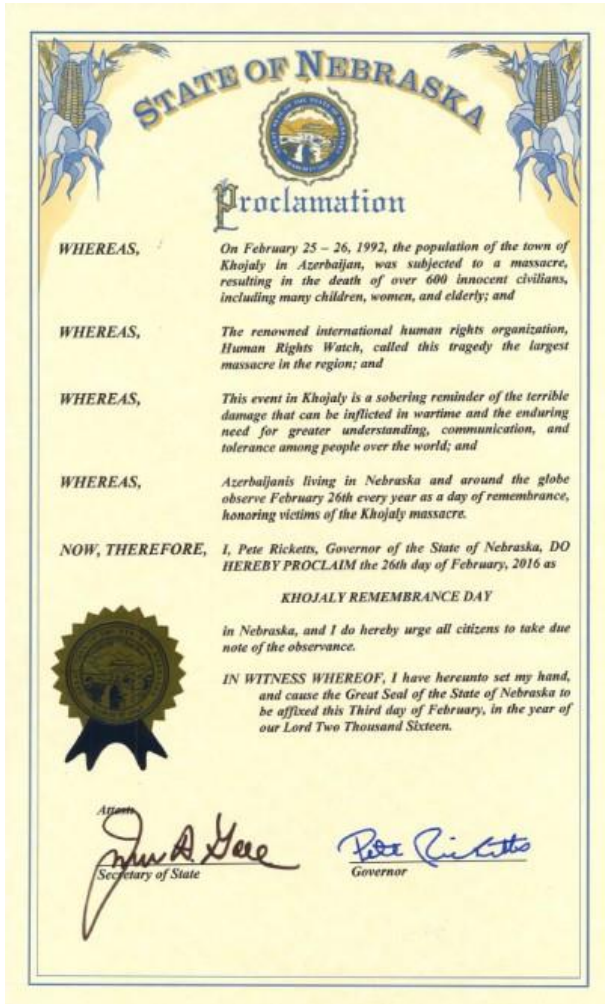 STATE OF NEBRASKA
Proclamation
WHEREAS, On February 25 – 26, 1992, the population of the town of
Khojaly in Azerbaijan, was subjected to a massacre,
resulting in the death of over 600 innocent civilians,
including many children, women, and elderly; and
WHEREAS, The renowned international human rights organization,
Human Rights Watch, called this tragedy the largest
massacre in the region; and
WHEREAS, This event in Khojaly is a sobering reminder of the terrible
damage that can be inflicted in wartime and the enduring
need for greater understanding, communication, and
tolerance among people over the world; and
WHEREAS, Azerbaijanis living in Nebraska and around the globe
observe February 26th every year as a day of remembrance,
honoring victims of the Khojaly massacre.
NOW, THEREFORE, I, Pete Ricketts, Governor of the State of Nebraska, DO
HEREBY PROCLAIM the 26th day of February, 2016 as
KHOJALY REMEMBRANCE DAY
in Nebraska, and I do hereby urge all citizens to take due
note of the observance.
IN WITNESS WHEREOF, I have hereunto set my hand,
and cause the Great Seal of the State of Nebraska to
be affixed this Third day of February, in the year of
our Lord Two Thousand Sixteen.
Attest:
John A. Gale
Secretary of State
Pete Ricketts
Governor